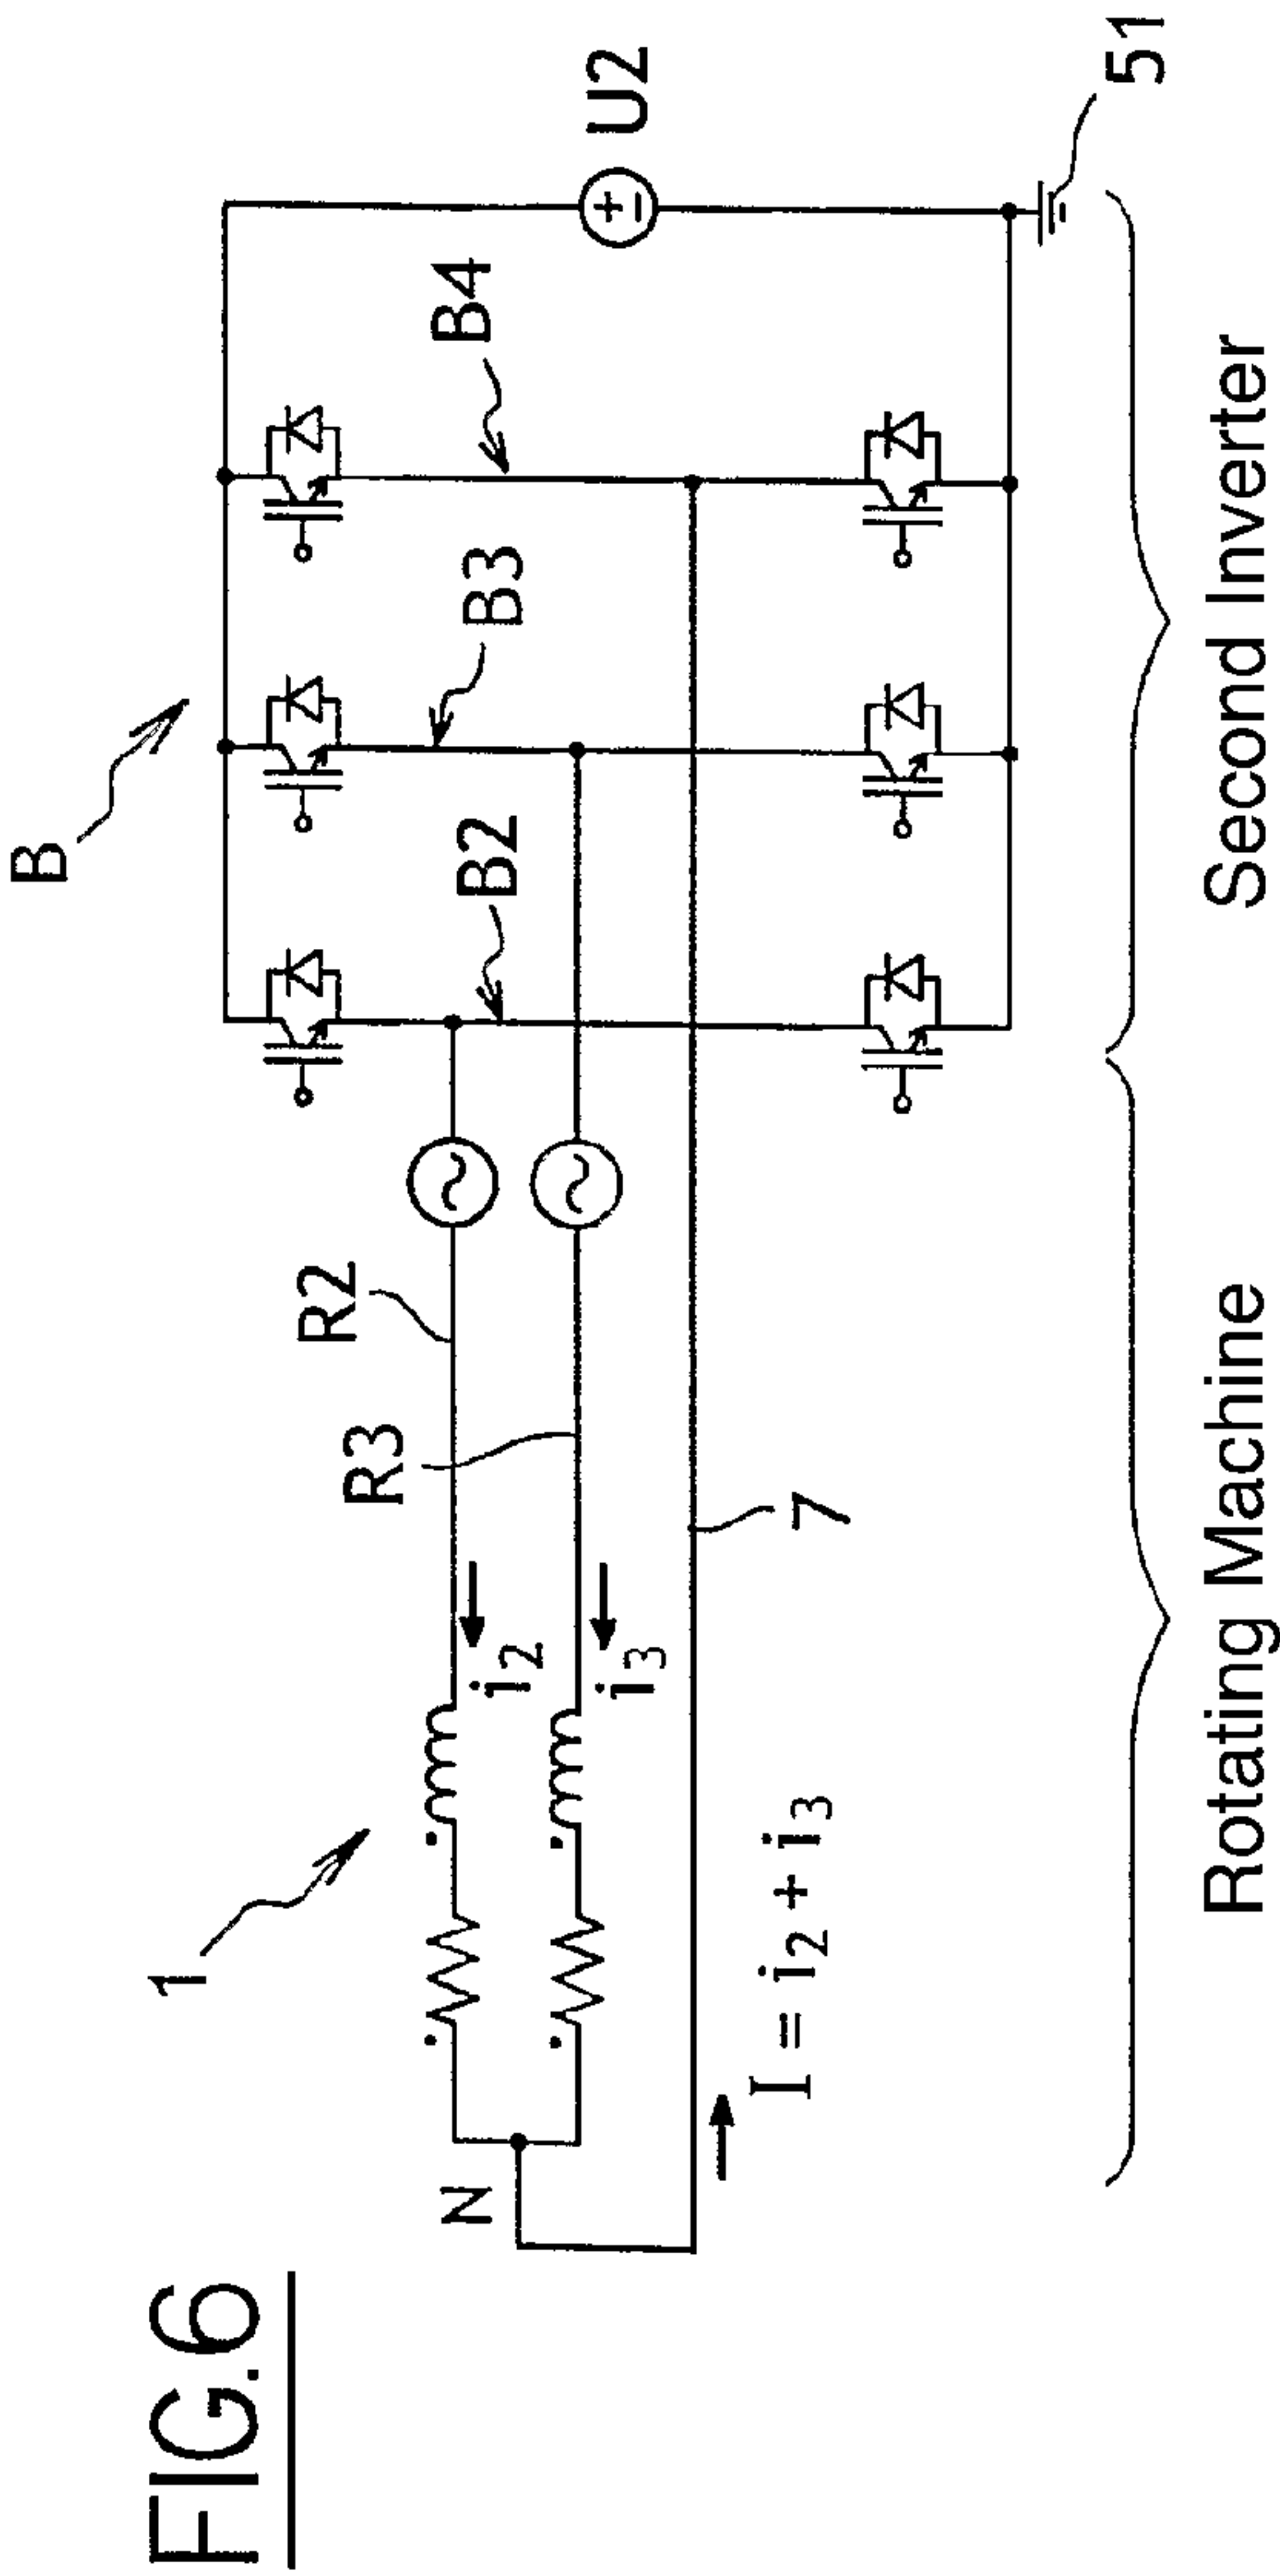 FIG.6
B
U2
B4
B3
B2
R2
R3
1
i2
i3
N
7
I = i2 + i3
51
Rotating Machine
Second Inverter